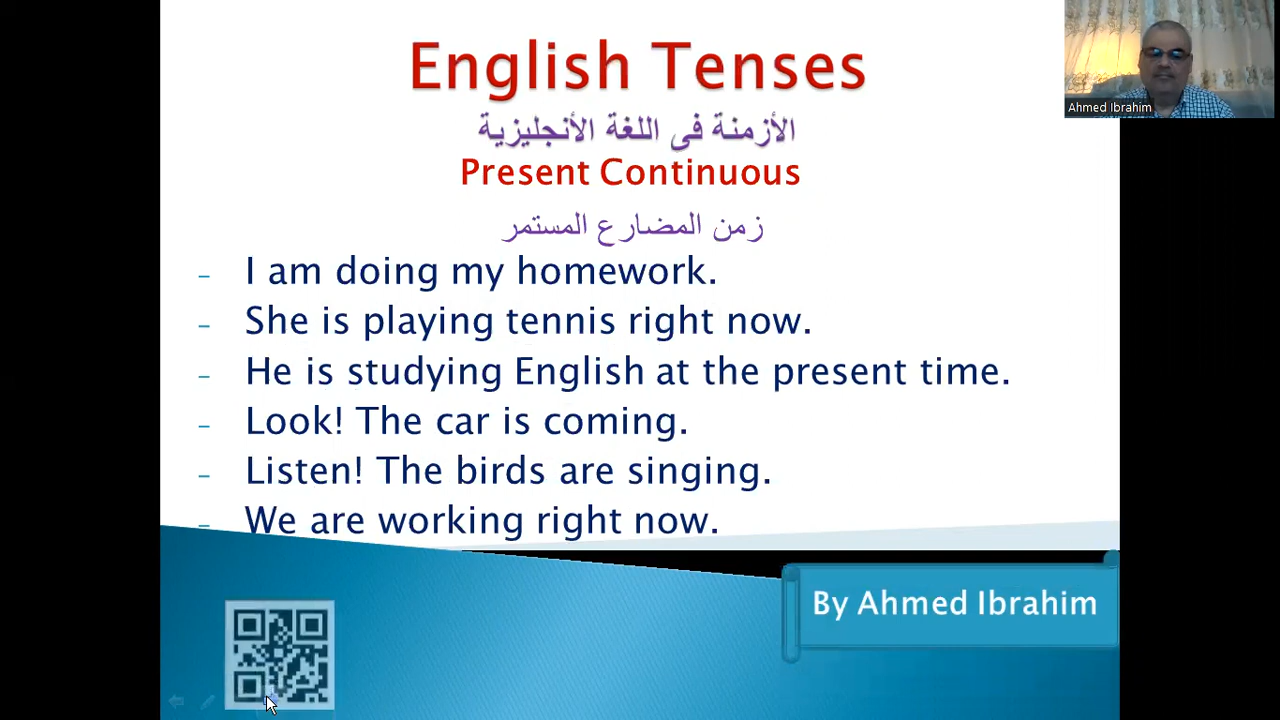 English Tenses
الأزمنة فى اللغة الأنجليزية
Present Continuous
زمن المضارع المستمر
– I am doing my homework.
– She is playing tennis right now.
– He is studying English at the present time.
– Look! The car is coming.
– Listen! The birds are singing.
– We are working right now.
By Ahmed Ibrahim
Ahmed Ibrahim